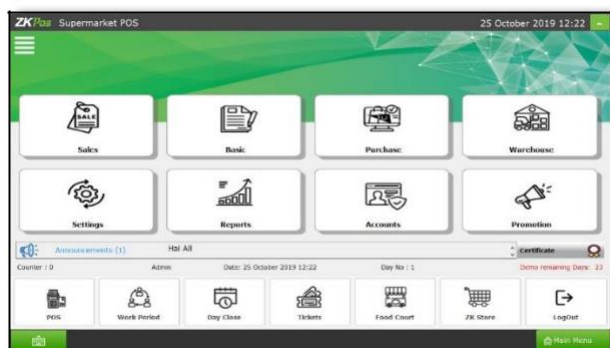 ZKPos Supermarket POS 25 October 2019 12:22
SALE
Sales Basic Purchase Warehouse
Settings Reports Accounts Promotion
Announcements (1) Hai All Certificate
Counter : 0 Admin Date: 25 October 2019 12:22 Day No : 1 Demo remaining Days: 23
POS Work Period Day Close Tickets Food Court ZK Store LogOut
Main Menu